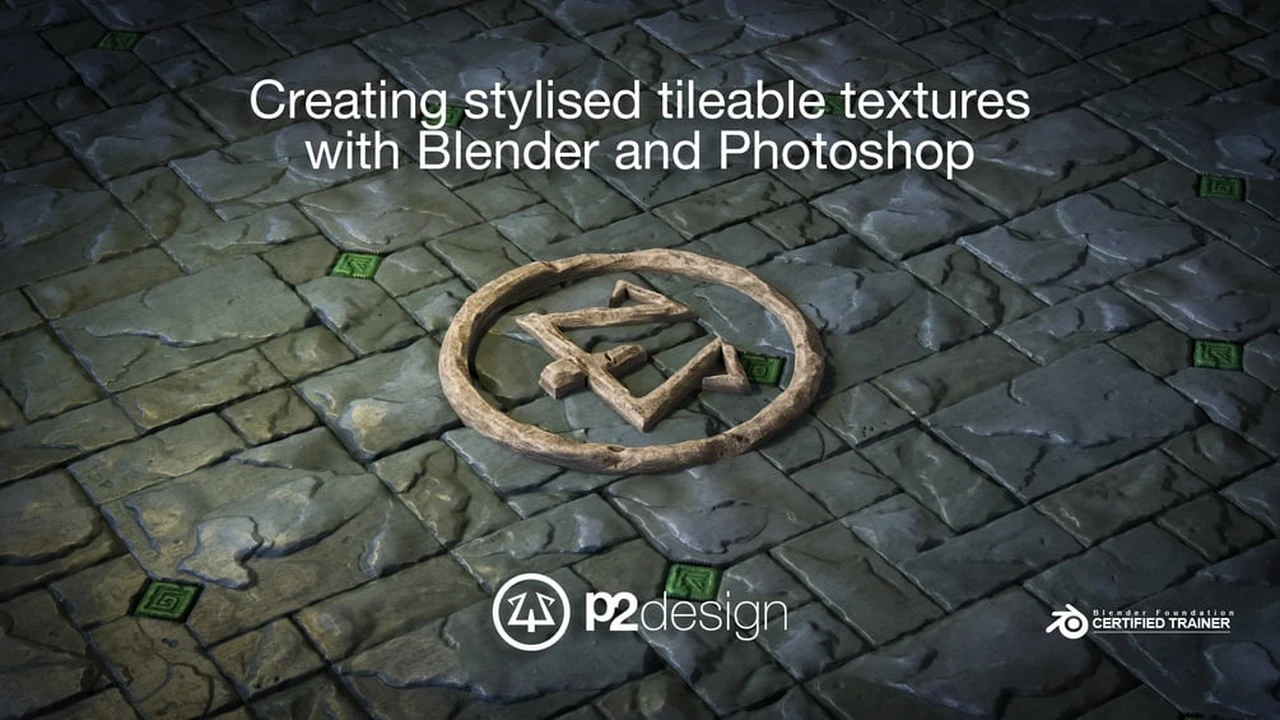 Creating stylised tileable textures
with Blender and Photoshop
p2design
Blender Foundation
CERTIFIED TRAINER